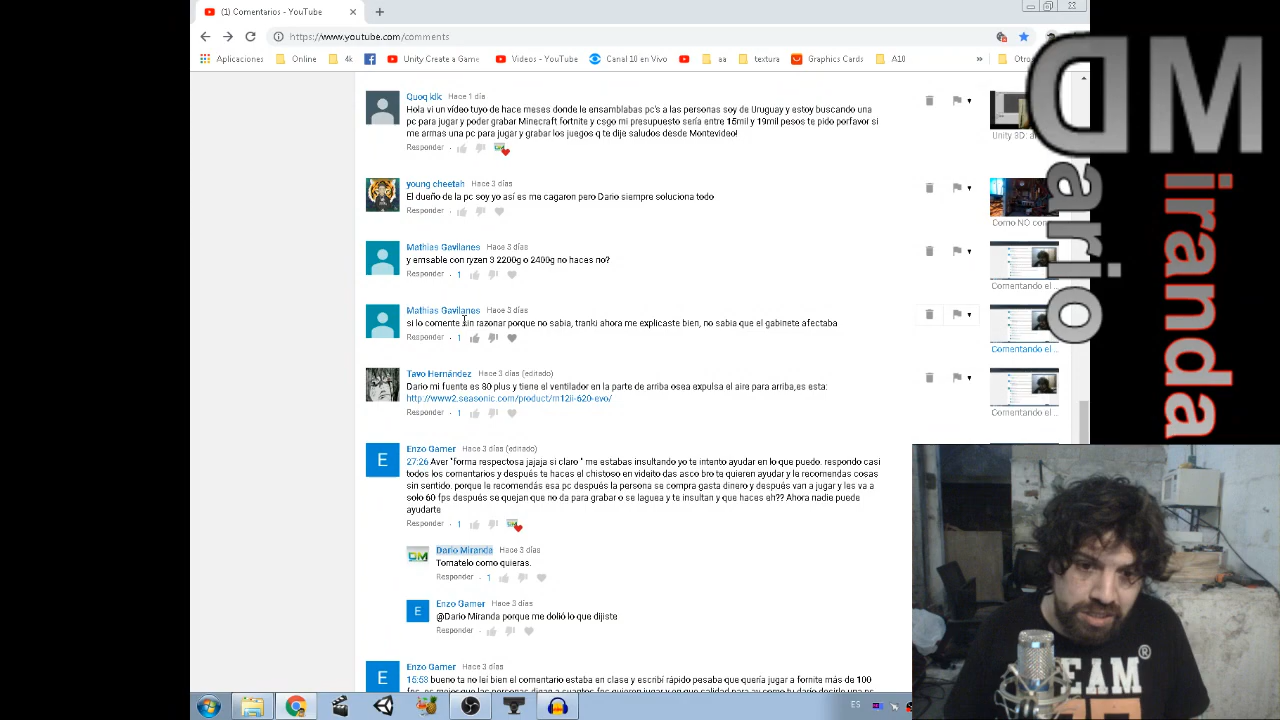 (1) Comentarios - YouTube
https://www.youtube.com/comments
Aplicaciones Online 4k Unity Create a Game Videos - YouTube Canal 10 en Vivo aa textura Graphics Cards A10 » Otro
Quoq klk Hace 1 día
Hola vi un vídeo tuyo de hace meses donde le ensamblabas pc's a las personas soy de Uruguay y estoy buscando una
pc para jugar y poder grabar Minecraft fortnite y csgo mi presupuesto sería entre 15mil y 19mil pesos te pido porfavor si
me armas una pc para jugar y grabar los juegos q te dije saludos desde Montevideo!
Responder
Unity 3D: a
young cheetah Hace 3 días
El dueño de la pc soy yo así es me cagaron pero Dario siempre soluciona todo
Responder
Como NO con
Mathias Gavilanes Hace 3 días
y nada de con ryzen 3 2200g o 2400g no haces no?
Responder · 1
Comentando el ...
Mathias Gavilanes Hace 3 días
si lo comente sin razonar porque no sabia, jhonki ahora me explicaste bien, no sabia que el gabinete afectaba
Responder · 1
Comentando el ...
Tavo Hernández Hace 3 días (editado)
Dario mi fuente es 80 plus y tiene el ventilador en la parte de arriba osea expulsa el aire para arriba,es esta:
http://www2.seasonic.com/product/m12ii-620-evo/
Responder · 1
Comentando el ...
Enzo Gamer Hace 3 días (editado)
27:26 Aver "forma respectosa jajaja si claro " me estabas insultando yo te intento ayudar en lo que puedo. respondo casi
todos los comentarios y después te haces el chistoso en videito das asco bro te quieren ayudar y le recomendas cosas
sin sentido. porque le recomendás esa pc después la persona se compra gasta dinero y después van a jugar y les va a
solo 60 fps después se quejan que no da para grabar o se laguea y te insultan y que haces eh?? Ahora nadie puede
ayudarte
Responder · 1
Dario Miranda Hace 3 días
Tomatelo como quieras.
Responder · 1
Enzo Gamer Hace 3 días
@Dario Miranda porque me dolió lo que dijiste
Responder
Enzo Gamer Hace 3 días
15:53 bueno ta no lei bien el comentario estaba en clase y escribí rápido pensaba que quería jugar a for a mas de 100
ES
Dario
Miranda
TEAM